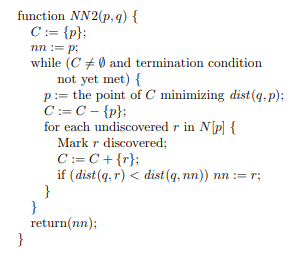 function NN2(p, q) {
C := {p};
nn := p;
while (C ≠ ∅ and termination condition
not yet met) {
p := the point of C minimizing dist(q, p);
C := C − {p};
for each undiscovered r in N[p] {
Mark r discovered;
C := C + {r};
if (dist(q, r) < dist(q, nn)) nn := r;
}
}
return(nn);
}